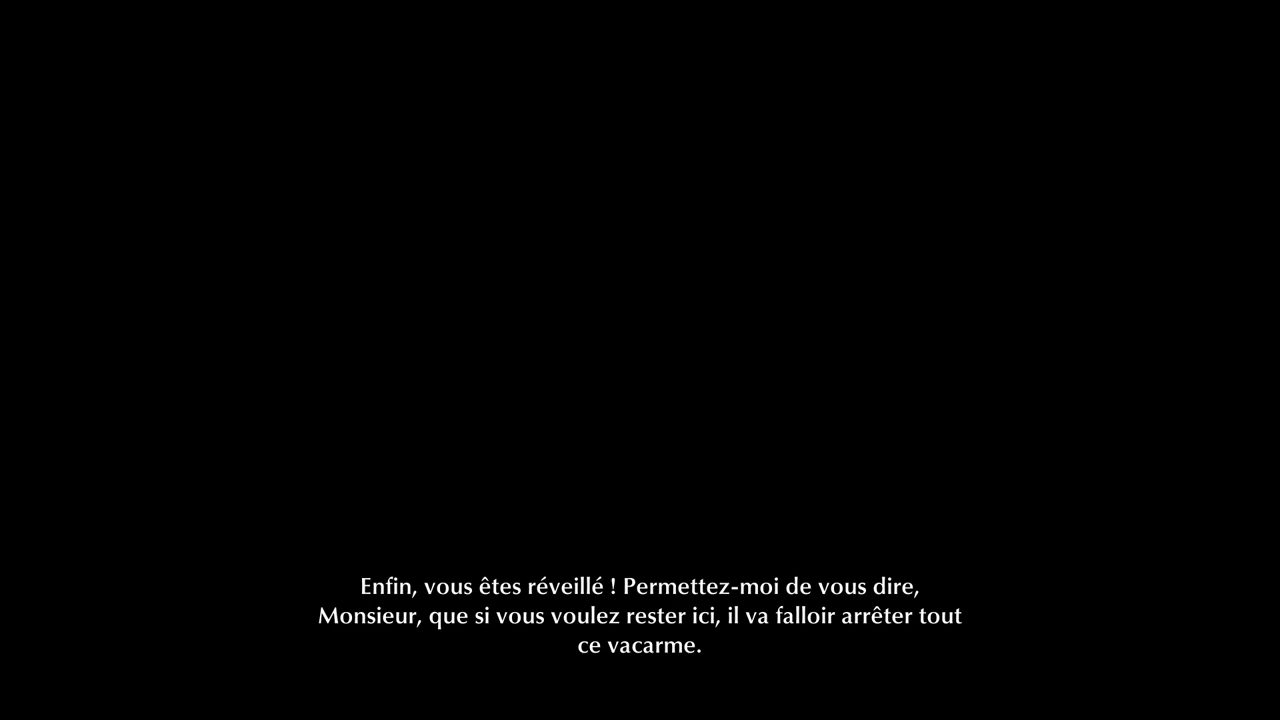 Enfin, vous êtes réveillé ! Permettez-moi de vous dire,
Monsieur, que si vous voulez rester ici, il va falloir arrêter tout
ce vacarme.